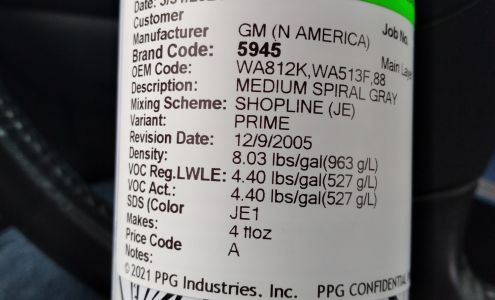 Date:
Customer Job No.
Manufacturer GM (N AMERICA)
Brand Code: 5945 Main
OEM Code: WA812K,WA513F,88
Description: MEDIUM SPIRAL GRAY
Mixing Scheme: SHOPLINE (JE)
Variant: PRIME
Revision Date: 12/9/2005
Density: 8.03 lbs/gal(963 g/L)
VOC Reg.LWLE: 4.40 lbs/gal(527 g/L)
VOC Act.: 4.40 lbs/gal(527 g/L)
SDS (Color JE1
Makes: 4 floz
Price Code A
Notes:
©2021 PPG Industries. Inc. PPG CONFIDENTIAL